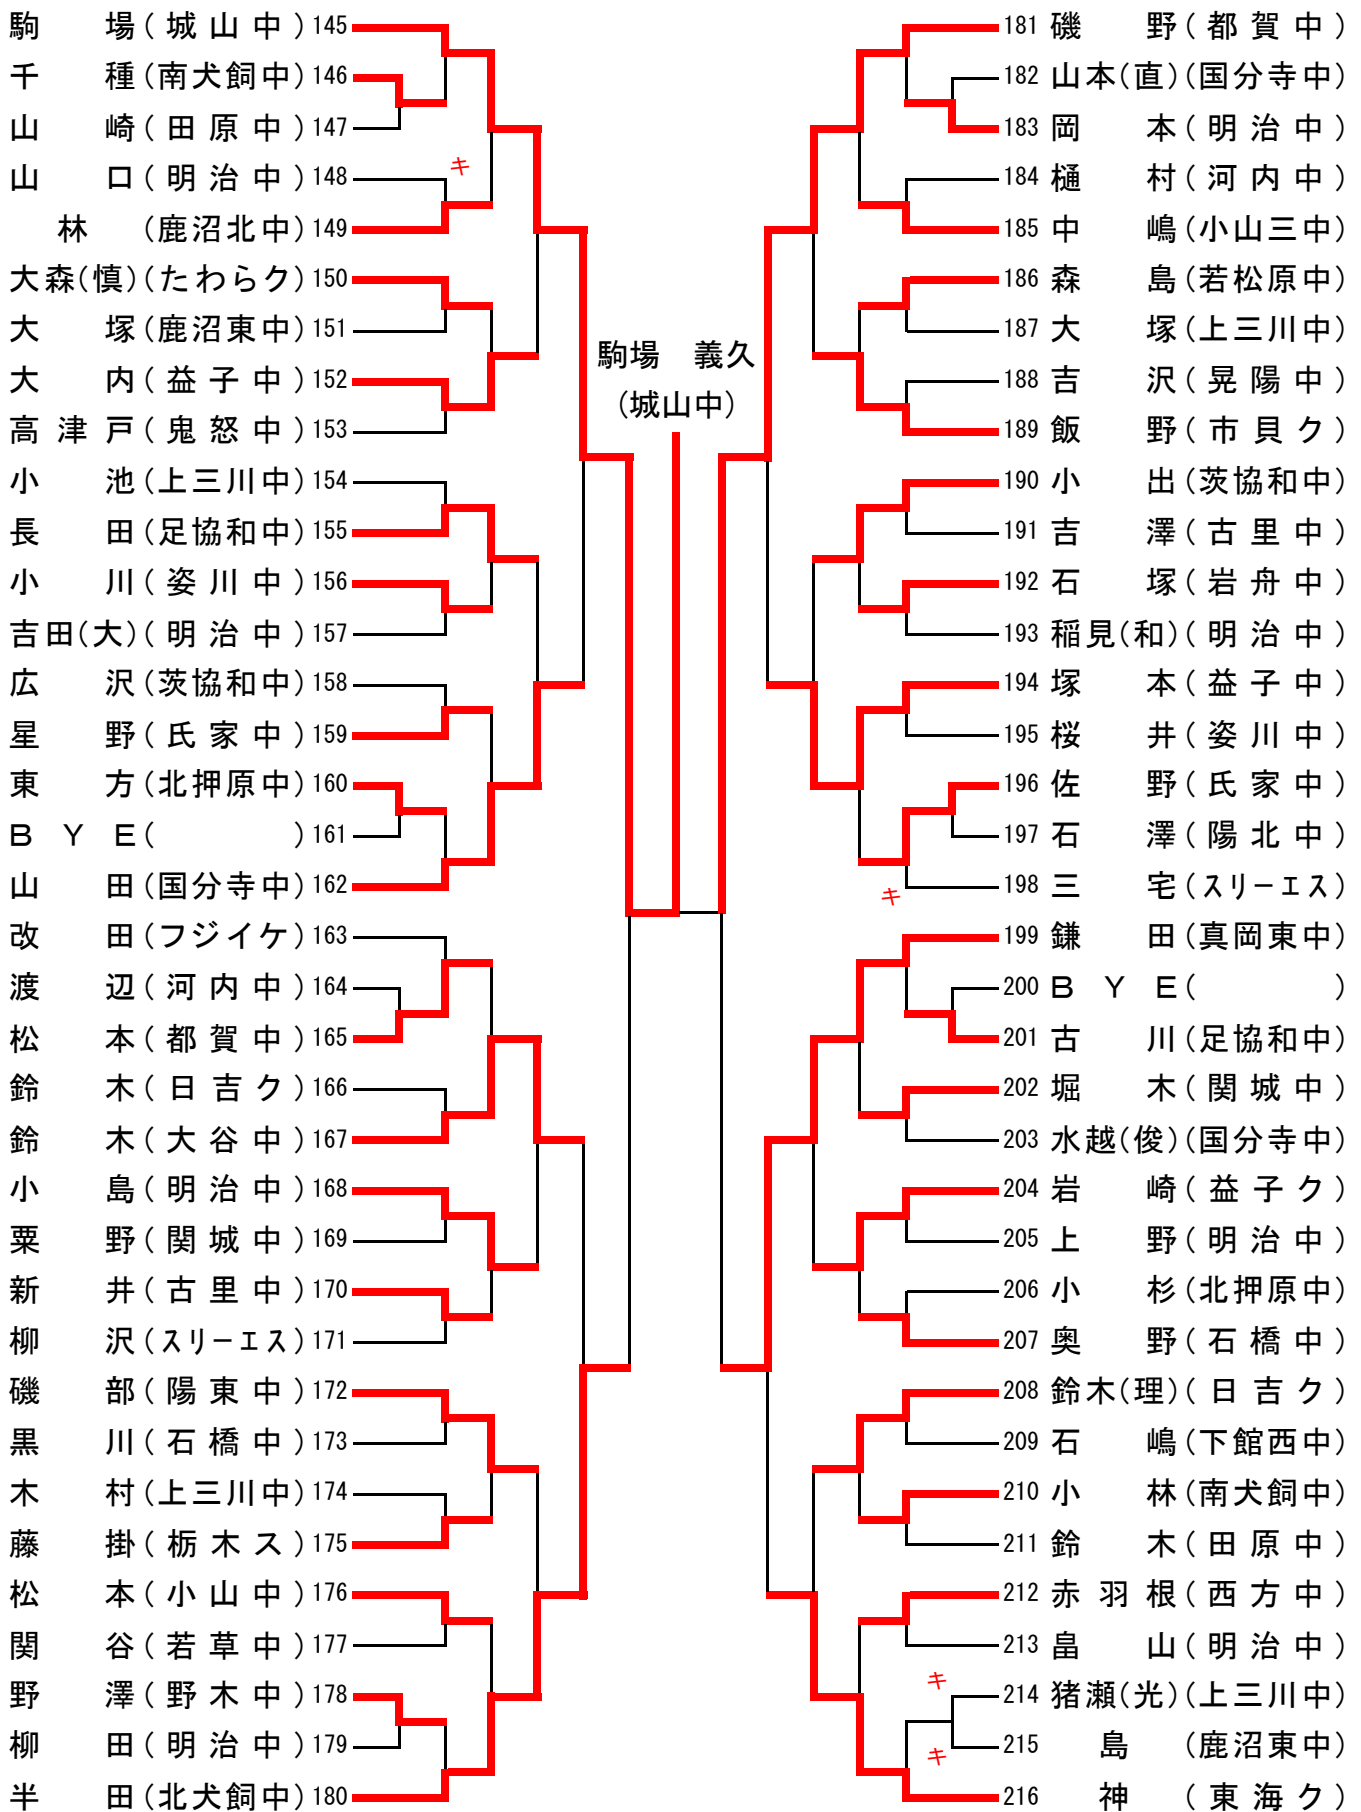 駒場(城山中)145
千種(南犬飼中)146
山崎(田原中)147
山口(明治中)148
キ
林(鹿沼北中)149
大森(慎)(たわらク)150
大塚(鹿沼東中)151
大内(益子中)152
高津戸(鬼怒中)153
小池(上三川中)154
長田(足協和中)155
小川(姿川中)156
吉田(大)(明治中)157
広沢(茨協和中)158
星野(氏家中)159
東方(北押原中)160
BYE(　)161
山田(国分寺中)162
改田(フジイケ)163
渡辺(河内中)164
松本(都賀中)165
鈴木(日吉ク)166
鈴木(大谷中)167
小島(明治中)168
粟野(関城中)169
新井(古里中)170
柳沢(スリーエス)171
磯部(陽東中)172
黒川(石橋中)173
木村(上三川中)174
藤掛(栃木ス)175
松本(小山中)176
関谷(若草中)177
野澤(野木中)178
柳田(明治中)179
半田(北犬飼中)180
駒場　義久
(城山中)
181 磯野(都賀中)
182 山本(直)(国分寺中)
183 岡本(明治中)
184 樋村(河内中)
185 中嶋(小山三中)
186 森島(若松原中)
187 大塚(上三川中)
188 吉沢(晃陽中)
189 飯野(市貝ク)
190 小出(茨協和中)
191 吉澤(古里中)
192 石塚(岩舟中)
193 稲見(和)(明治中)
194 塚本(益子中)
195 桜井(姿川中)
196 佐野(氏家中)
197 石澤(陽北中)
198 三宅(スリーエス)
キ
199 鎌田(真岡東中)
200 BYE(　)
201 古川(足協和中)
202 堀木(関城中)
203 水越(俊)(国分寺中)
204 岩崎(益子ク)
205 上野(明治中)
206 小杉(北押原中)
207 奥野(石橋中)
208 鈴木(理)(日吉ク)
209 石嶋(下館西中)
210 小林(南犬飼中)
211 鈴木(田原中)
212 赤羽根(西方中)
213 畠山(明治中)
キ
214 猪瀬(光)(上三川中)
215 島(鹿沼東中)
キ
216 神(東海ク)